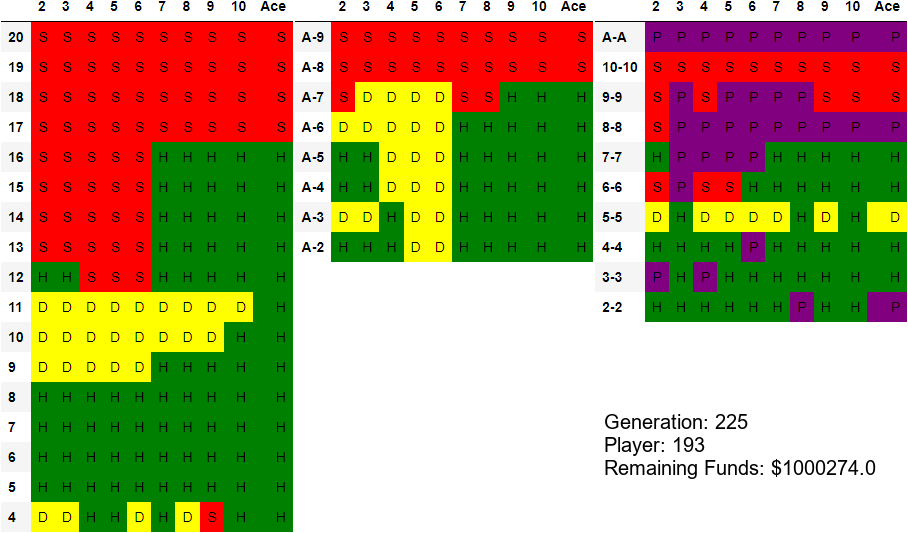 2 3 4 5 6 7 8 9 10 Ace
20 S S S S S S S S S S
19 S S S S S S S S S S
18 S S S S S S S S S S
17 S S S S S S S S S S
16 S S S S S H H H H H
15 S S S S S H H H H H
14 S S S S S H H H H H
13 S S S S S H H H H H
12 H H S S S H H H H H
11 D D D D D D D D D H
10 D D D D D D D D H H
9 D D D D D H H H H H
8 H H H H H H H H H H
7 H H H H H H H H H H
6 H H H H H H H H H H
5 H H H H H H H H H H
4 D D H H D H D S H H
2 3 4 5 6 7 8 9 10 Ace
A-9 S S S S S S S S S S
A-8 S S S S S S S S S S
A-7 S D D D D S S H H H
A-6 D D D D D H H H H H
A-5 H H D D D H H H H H
A-4 H H D D D H H H H H
A-3 D D H D D H H H H H
A-2 H H H D D H H H H H
2 3 4 5 6 7 8 9 10 Ace
A-A P P P P P P P P P P
10-10 S S S S S S S S S S
9-9 S P S P P P P S S S
8-8 S P P P P P P P P P
7-7 H P P P P H H H H H
6-6 S P S S H H H H H H
5-5 D H D D D D H D H D
4-4 H H H H P H H H H H
3-3 P H P H H H H H H H
2-2 H H H H H H P H H P
Generation: 225
Player: 193
Remaining Funds: $1000274.0